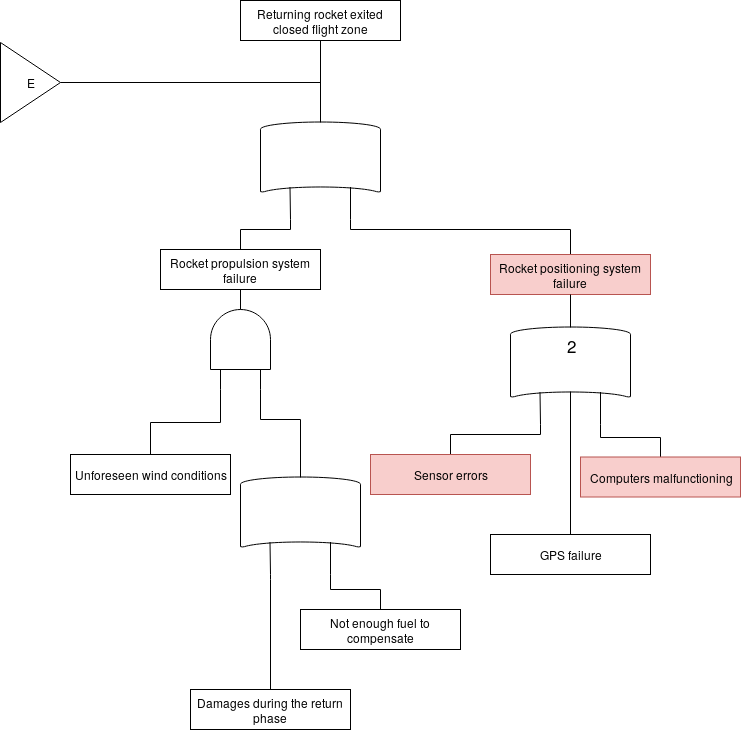 Returning rocket exited
closed flight zone
E
Rocket propulsion system
failure
Rocket positioning system
failure
2
Unforeseen wind conditions
Sensor errors
Computers malfunctioning
GPS failure
Not enough fuel to
compensate
Damages during the return
phase